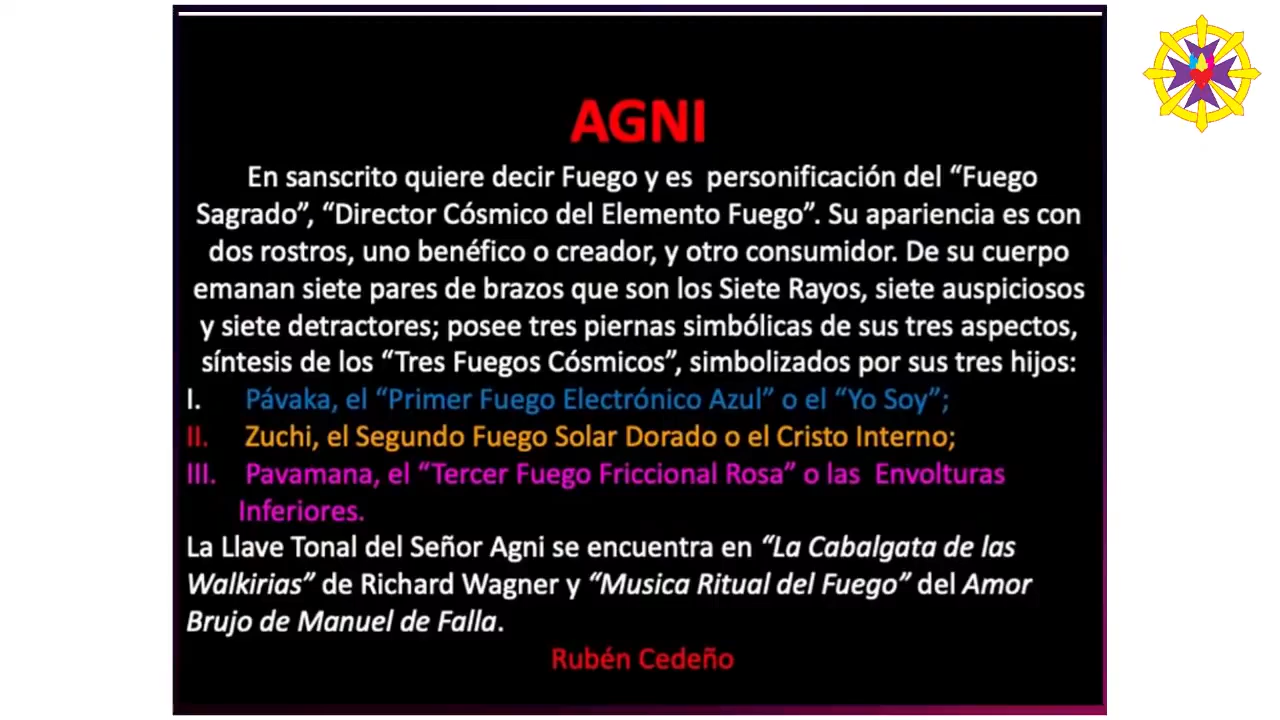 AGNI
En sanscrito quiere decir Fuego y es personificación del “Fuego
Sagrado”, “Director Cósmico del Elemento Fuego”. Su apariencia es con
dos rostros, uno benéfico o creador, y otro consumidor. De su cuerpo
emanan siete pares de brazos que son los Siete Rayos, siete auspiciosos
y siete detractores; posee tres piernas simbólicas de sus tres aspectos,
síntesis de los “Tres Fuegos Cósmicos”, simbolizados por sus tres hijos:
I. Pávaka, el “Primer Fuego Electrónico Azul” o el “Yo Soy”;
II. Zuchi, el Segundo Fuego Solar Dorado o el Cristo Interno;
III. Pavamana, el “Tercer Fuego Friccional Rosa” o las Envolturas
Inferiores.
La Llave Tonal del Señor Agni se encuentra en “La Cabalgata de las
Walkirias” de Richard Wagner y “Musica Ritual del Fuego” del Amor
Brujo de Manuel de Falla.
Rubén Cedeño